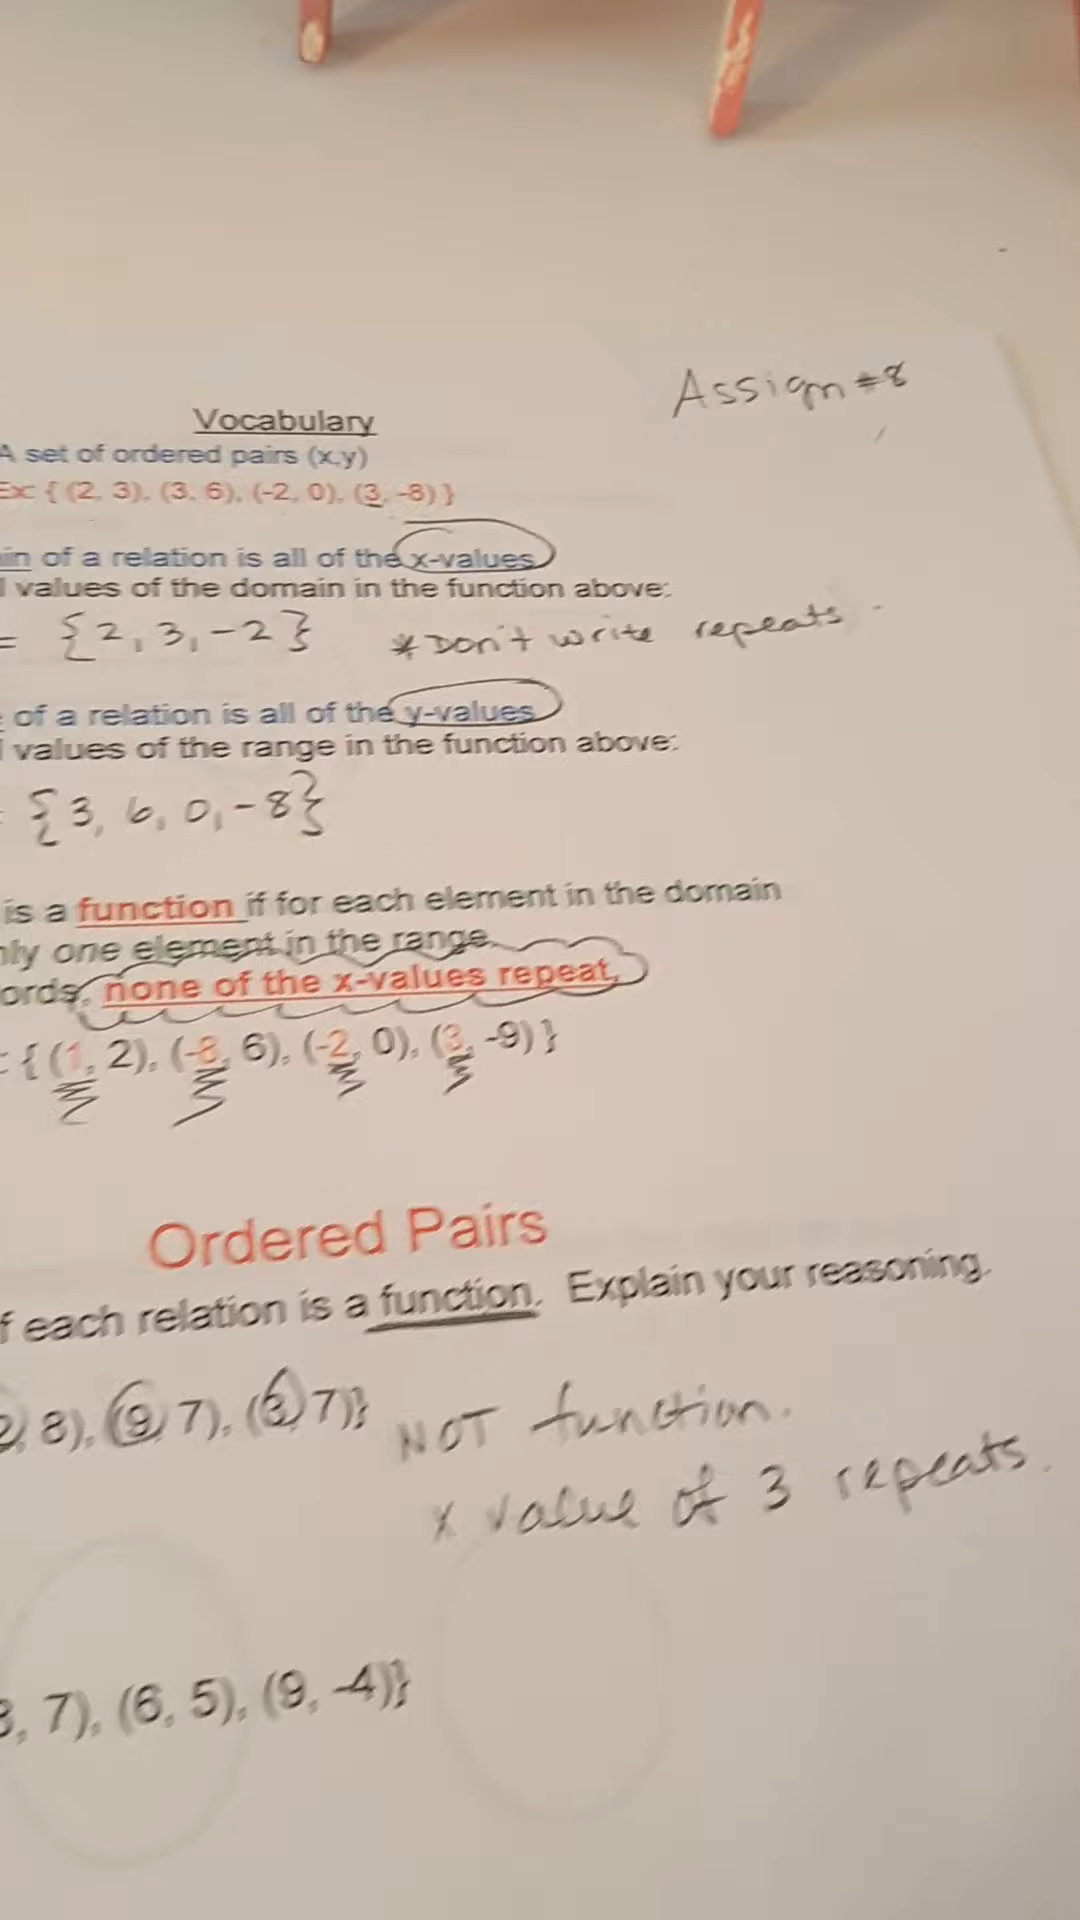 Assign #8
Vocabulary
A set of ordered pairs (x,y)
Ex: { (2, 3), (3, 6), (-2, 0), (3, -8) }
in of a relation is all of the x-values
values of the domain in the function above:
= {2, 3, -2} * Don't write repeats.
of a relation is all of the y-values
values of the range in the function above:
{3, 6, 0, -8}
is a function if for each element in the domain
nly one element in the range.
ords, none of the x-values repeat.
: { (1, 2), (-8, 6), (-2, 0), (3, -9) }
Ordered Pairs
f each relation is a function. Explain your reasoning.
8), (9, 7), (3, 7)} NOT function.
x value of 3 repeats.
3, 7), (6, 5), (9, -4)}